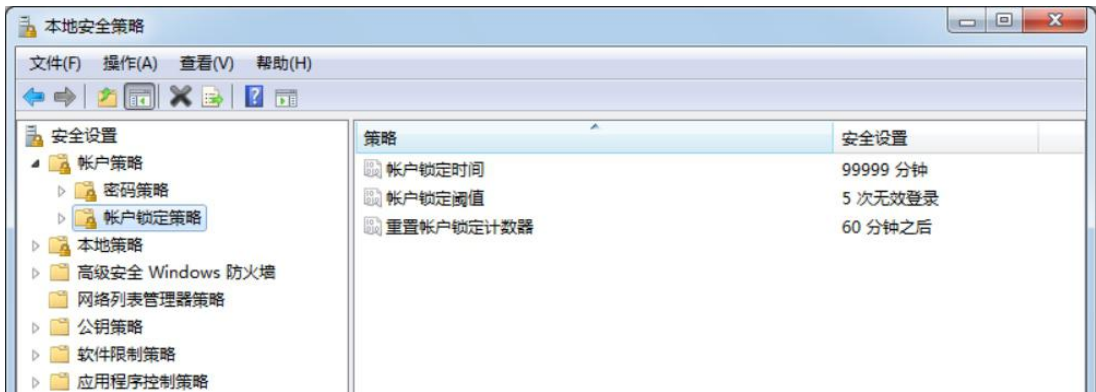 本地安全策略
文件(F) 操作(A) 查看(V) 帮助(H)
安全设置
帐户策略
密码策略
帐户锁定策略
本地策略
高级安全 Windows 防火墙
网络列表管理器策略
公钥策略
软件限制策略
应用程序控制策略
策略 安全设置
帐户锁定时间 99999 分钟
帐户锁定阈值 5 次无效登录
重置帐户锁定计数器 60 分钟之后